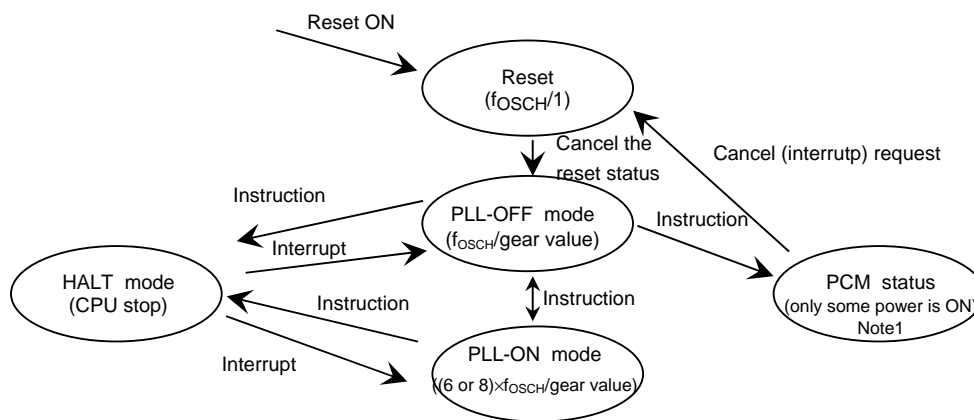 Reset ON
Reset
(fOSCH/1)
Cancel the
reset status
Cancel (interrutp) request
Instruction
PLL-OFF mode
(fOSCH/gear value)
Instruction
Interrupt
HALT mode
(CPU stop)
Instruction
Instruction
PCM status
(only some power is ON)
Note1
Interrupt
PLL-ON mode
((6 or 8)×fOSCH/gear value)